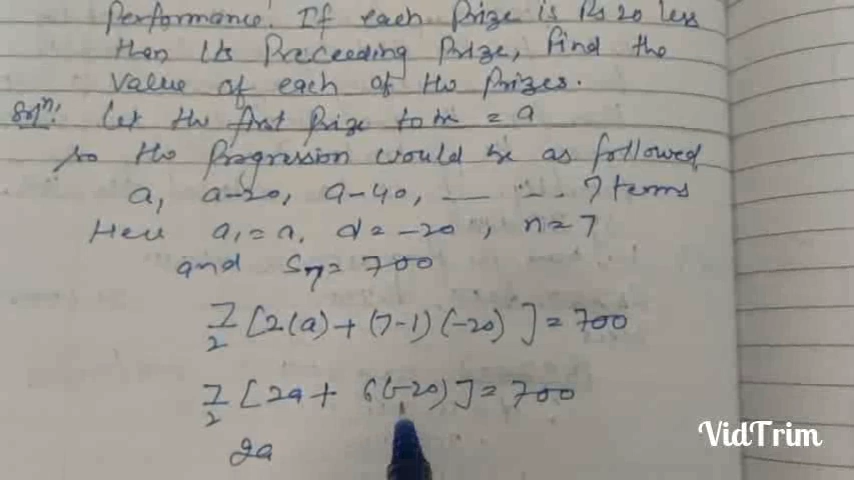 Performance. If each Prize is Rs 20 less
than its Preceeding Prize, find the
value of each of the Prizes.
Solⁿ: Let the first Prize to be = a
so the Progression would be as followed
a, a-20, a-40, — - - - 7 terms
Here a₁ = a, d = -20, n = 7
and S₇ = 700
7/2 [2(a) + (7-1) (-20)] = 700
7/2 [2a + 6(-20)] = 700
2a
VidTrim